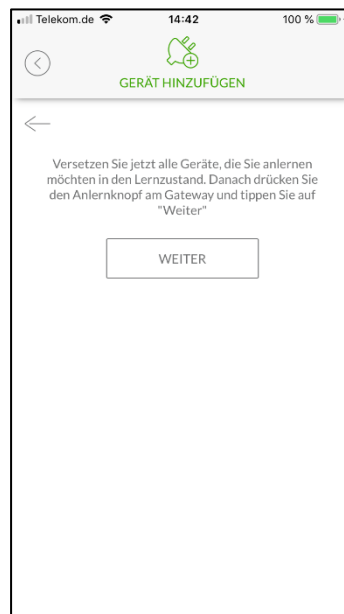 Telekom.de 14:42 100 %
GERÄT HINZUFÜGEN
Versetzen Sie jetzt alle Geräte, die Sie anlernen
möchten in den Lernzustand. Danach drücken Sie
den Anlernknopf am Gateway und tippen Sie auf
"Weiter"
WEITER